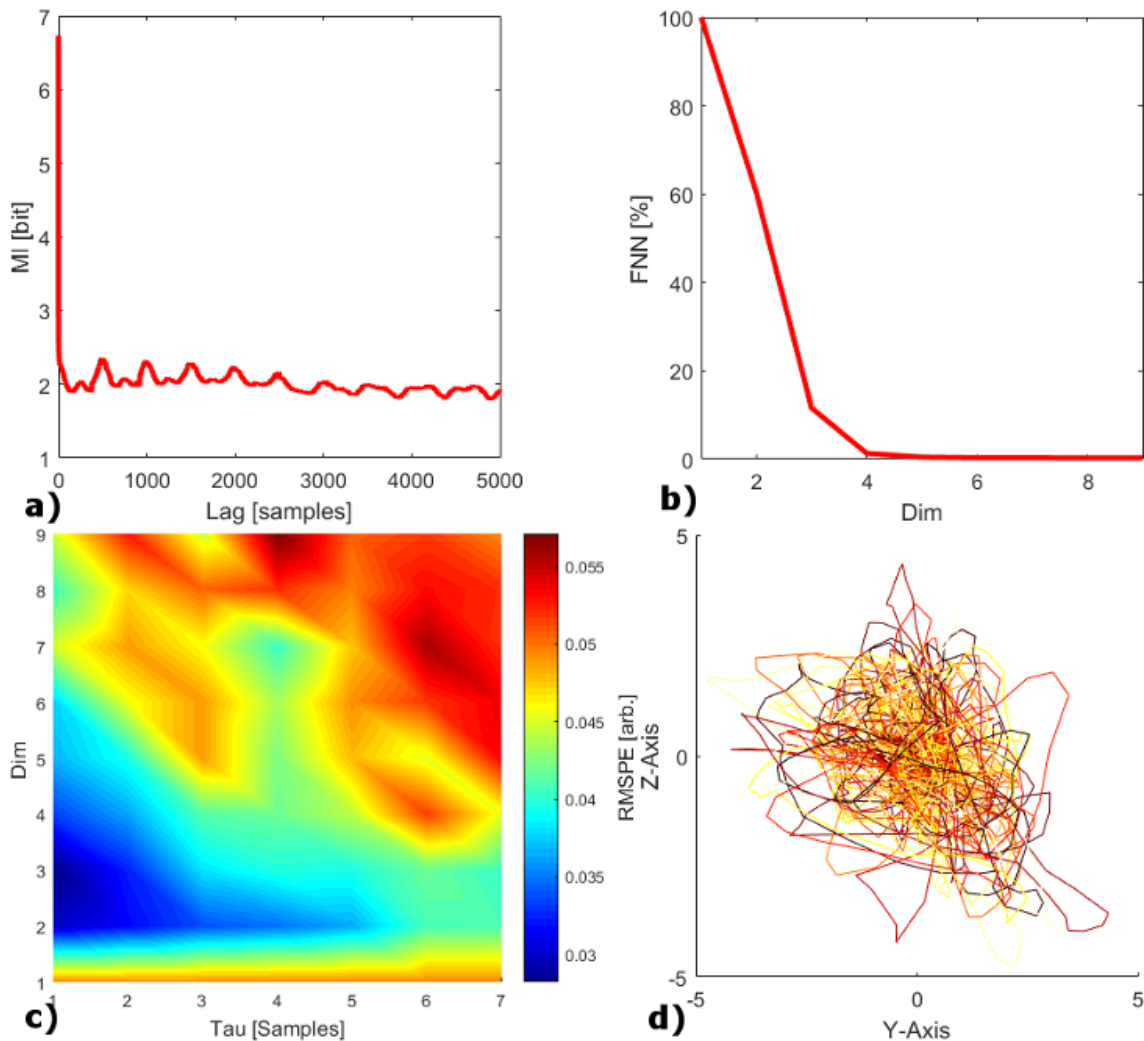 7
6
5
4
3
2
1
MI [bit]
0 1000 2000 3000 4000 5000
Lag [samples]
a)
100
80
60
40
20
0
FNN [%]
2 4 6 8
Dim
b)
9
8
7
6
5
4
3
2
1
Dim
1 2 3 4 5 6 7
Tau [Samples]
c)
0.055
0.05
0.045
0.04
0.035
0.03
RMSPE [arb.]
5
0
-5
Z-Axis
-5 0 5
Y-Axis
d)